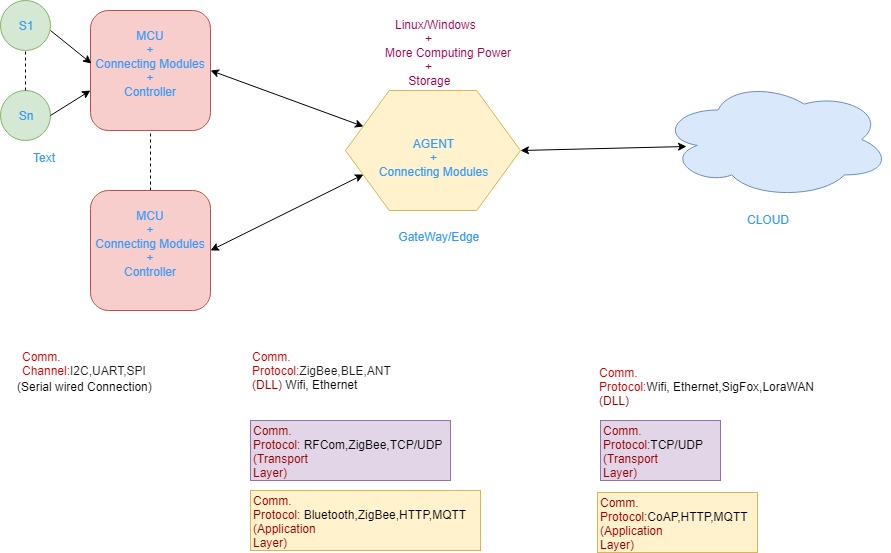 S1
Sn
Text
MCU
+
Connecting Modules
+
Controller
MCU
+
Connecting Modules
+
Controller
Linux/Windows
+
More Computing Power
+
Storage
AGENT
+
Connecting Modules
GateWay/Edge
CLOUD
Comm.
Channel:I2C,UART,SPI
(Serial wired Connection)
Comm.
Protocol:ZigBee,BLE,ANT
(DLL) Wifi, Ethernet
Comm.
Protocol: RFCom,ZigBee,TCP/UDP
(Transport
Layer)
Comm.
Protocol: Bluetooth,ZigBee,HTTP,MQTT
(Application
Layer)
Comm.
Protocol:Wifi, Ethernet,SigFox,LoraWAN
(DLL)
Comm.
Protocol:TCP/UDP
(Transport
Layer)
Comm.
Protocol:CoAP,HTTP,MQTT
(Application
Layer)